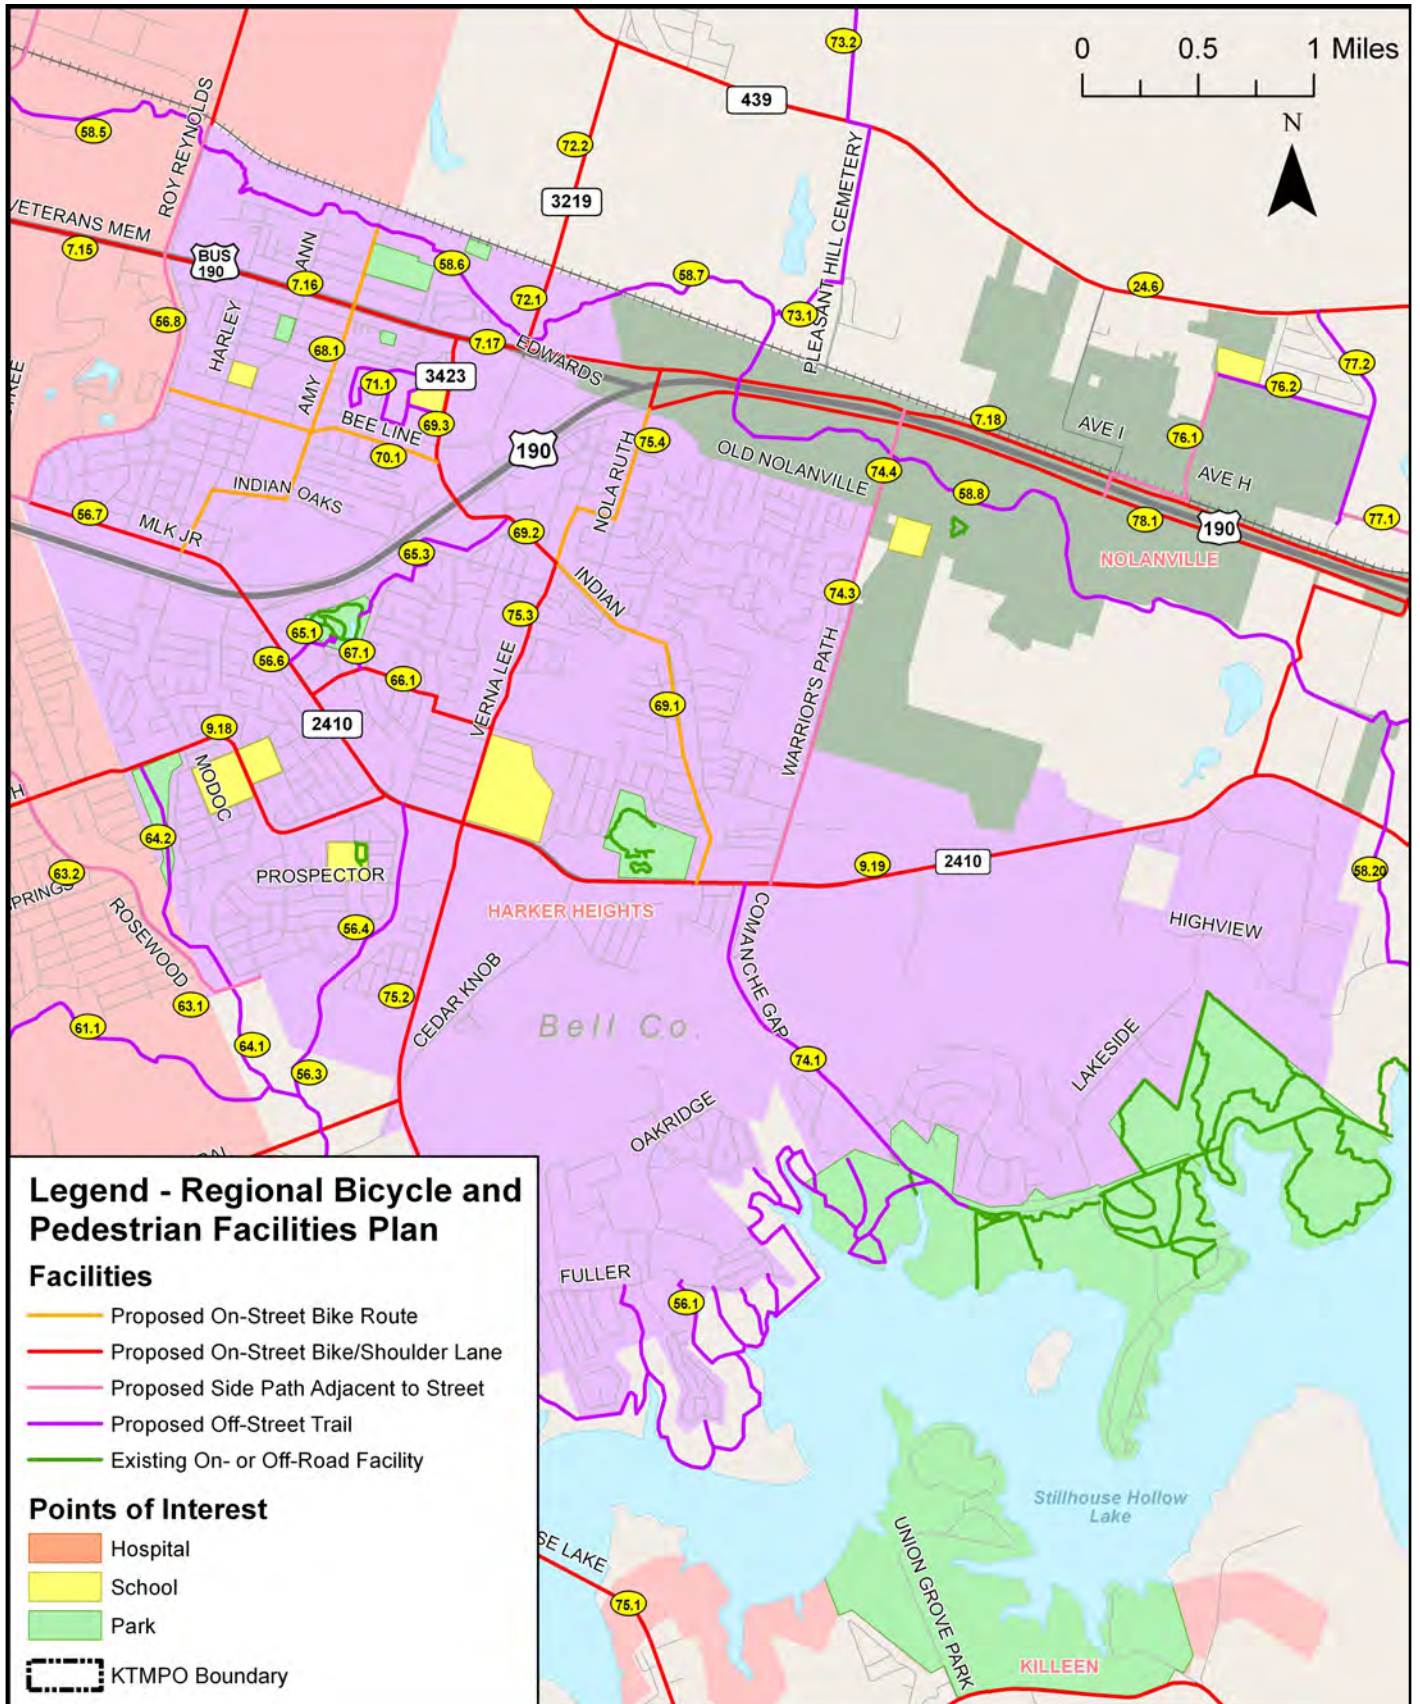 0 0.5 1 Miles
N
73.2
439
58.5
ROY REYNOLDS
72.2
3219
PLEASANT HILL CEMETERY
VETERANS MEM
7.15
BUS
190
ANN
7.16
58.6
58.7
72.1
73.1
24.6
56.8
HARLEY
68.1
7.17
EDWARDS
77.2
AMY
71.1
3423
76.2
69.3
BEE LINE
70.1
190
75.4
NOLA RUTH
7.18
AVE I
76.1
OLD NOLANVILLE
74.4
AVE H
INDIAN OAKS
58.8
56.7
MLK JR
69.2
65.3
78.1
190
77.1
NOLANVILLE
INDIAN
75.3
74.3
65.1
67.1
56.6
66.1
VERNA LEE
WARRIOR'S PATH
69.1
2410
9.18
MODOC
64.2
63.2
PROSPECTOR
9.19
2410
58.20
HARKER HEIGHTS
ROSEWOOD
56.4
COMANCHE GAP
HIGHVIEW
63.1
75.2
CEDAR KNOB
61.1
64.1
Bell Co.
56.3
74.1
LAKESIDE
OAKRIDGE
FULLER
56.1
Legend - Regional Bicycle and
Pedestrian Facilities Plan
Facilities
Proposed On-Street Bike Route
Proposed On-Street Bike/Shoulder Lane
Proposed Side Path Adjacent to Street
Proposed Off-Street Trail
Existing On- or Off-Road Facility
Points of Interest
Hospital
School
Park
KTMPO Boundary
Stillhouse Hollow
Lake
SE LAKE
75.1
UNION GROVE PARK
KILLEEN